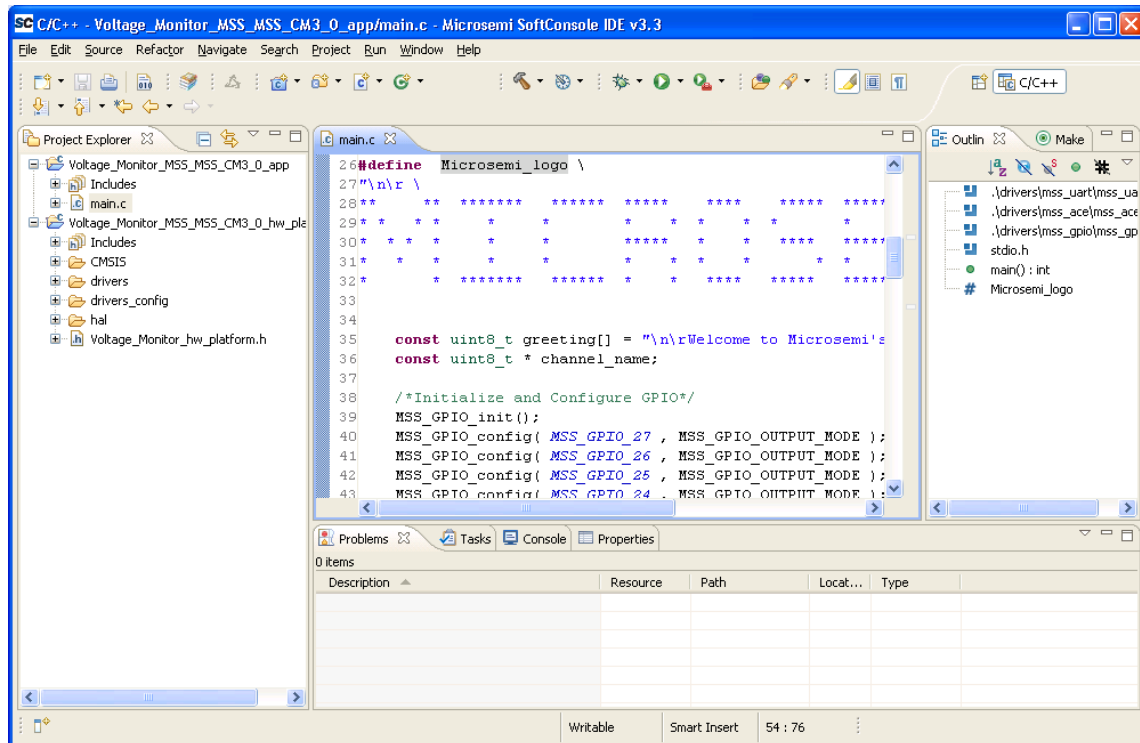 C/C++ - Voltage_Monitor_MSS_MSS_CM3_0_app/main.c - Microsemi SoftConsole IDE v3.3
File Edit Source Refactor Navigate Search Project Run Window Help
C/C++
Project Explorer
Voltage_Monitor_MSS_MSS_CM3_0_app
Includes
main.c
Voltage_Monitor_MSS_MSS_CM3_0_hw_pla
Includes
CMSIS
drivers
drivers_config
hal
Voltage_Monitor_hw_platform.h
main.c
26 #define Microsemi_logo \
27 "\n\r \
28 ** ** ******* ****** ***** **** ***** *****
29 * * * * * * * * * * * *
30 * * * * * * ***** * * **** *****
31 * * * * * * * * * * *
32 * * ******* ****** * * **** ***** *****
33
34
35 const uint8_t greeting[] = "\n\rWelcome to Microsemi's
36 const uint8_t * channel_name;
37
38 /*Initialize and Configure GPIO*/
39 MSS_GPIO_init();
40 MSS_GPIO_config( MSS_GPIO_27 , MSS_GPIO_OUTPUT_MODE );
41 MSS_GPIO_config( MSS_GPIO_26 , MSS_GPIO_OUTPUT_MODE );
42 MSS_GPIO_config( MSS_GPIO_25 , MSS_GPIO_OUTPUT_MODE );
43 MSS_GPIO_config( MSS_GPIO_24 , MSS_GPIO_OUTPUT_MODE );
Outlin Make
.\drivers\mss_uart\mss_ua
.\drivers\mss_ace\mss_ace
.\drivers\mss_gpio\mss_gp
stdio.h
main() : int
Microsemi_logo
Problems Tasks Console Properties
0 items
Description Resource Path Locat... Type
Writable Smart Insert 54 : 76